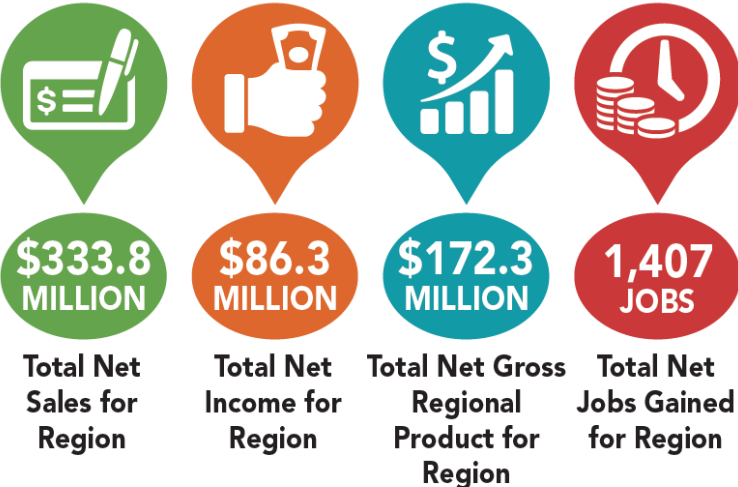 $
$
$333.8
MILLION
Total Net
Sales for
Region
$86.3
MILLION
Total Net
Income for
Region
$172.3
MILLION
Total Net Gross
Regional
Product for
Region
1,407
JOBS
Total Net
Jobs Gained
for Region